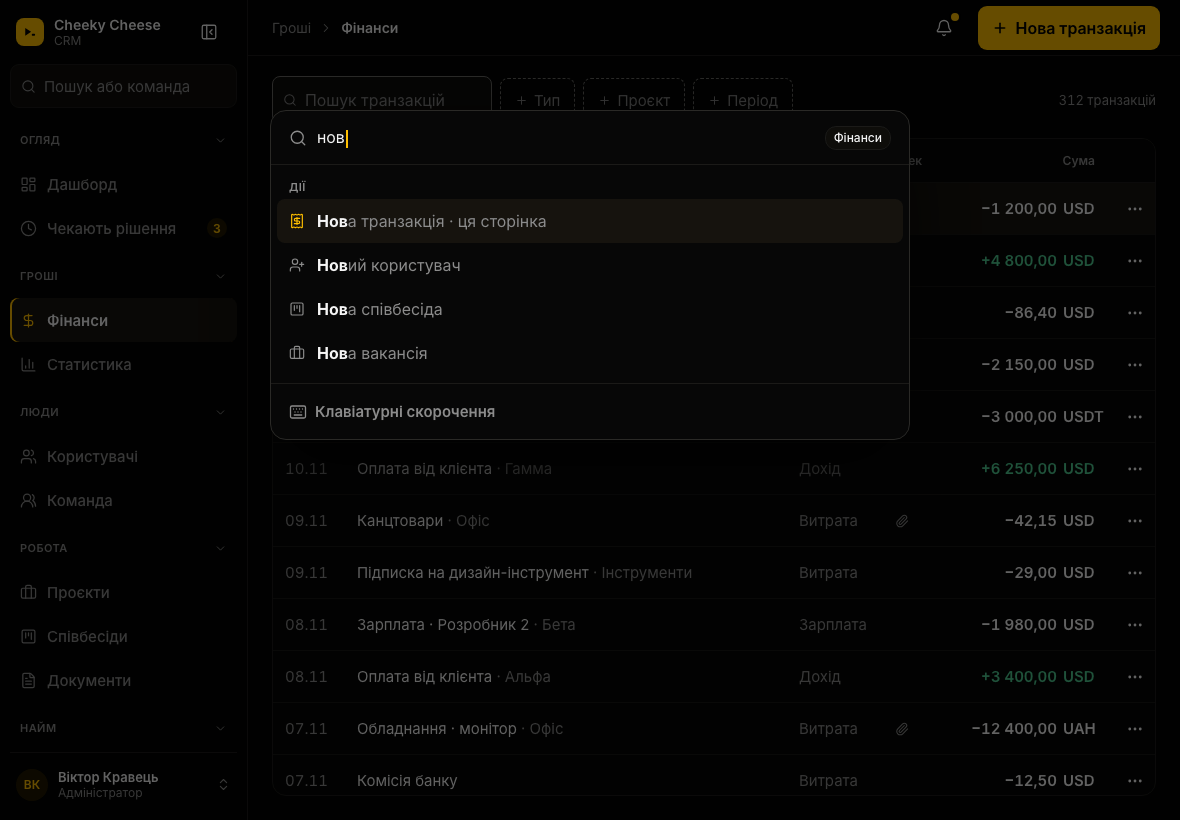 Cheeky Cheese
CRM
Пошук або команда
ОГЛЯД
Дашборд
Чекають рішення 3
ГРОШІ
Фінанси
Статистика
ЛЮДИ
Користувачі
Команда
РОБОТА
Проєкти
Співбесіди
Документи
НАЙМ
ВК
Віктор Кравець
Адміністратор
Гроші > Фінанси
+ Нова транзакція
Пошук транзакцій
+ Тип
+ Проєкт
+ Період
312 транзакцій
нов
Фінанси
ДІЇ
Нова транзакція · ця сторінка
Новий користувач
Нова співбесіда
Нова вакансія
Клавіатурні скорочення
ек Сума
−1 200,00 USD
+4 800,00 USD
−86,40 USD
−2 150,00 USD
−3 000,00 USDT
10.11 Оплата від клієнта · Гамма Дохід +6 250,00 USD
09.11 Канцтовари · Офіс Витрата −42,15 USD
09.11 Підписка на дизайн-інструмент · Інструменти Витрата −29,00 USD
08.11 Зарплата · Розробник 2 · Бета Зарплата −1 980,00 USD
08.11 Оплата від клієнта · Альфа Дохід +3 400,00 USD
07.11 Обладнання · монітор · Офіс Витрата −12 400,00 UAH
07.11 Комісія банку Витрата −12,50 USD